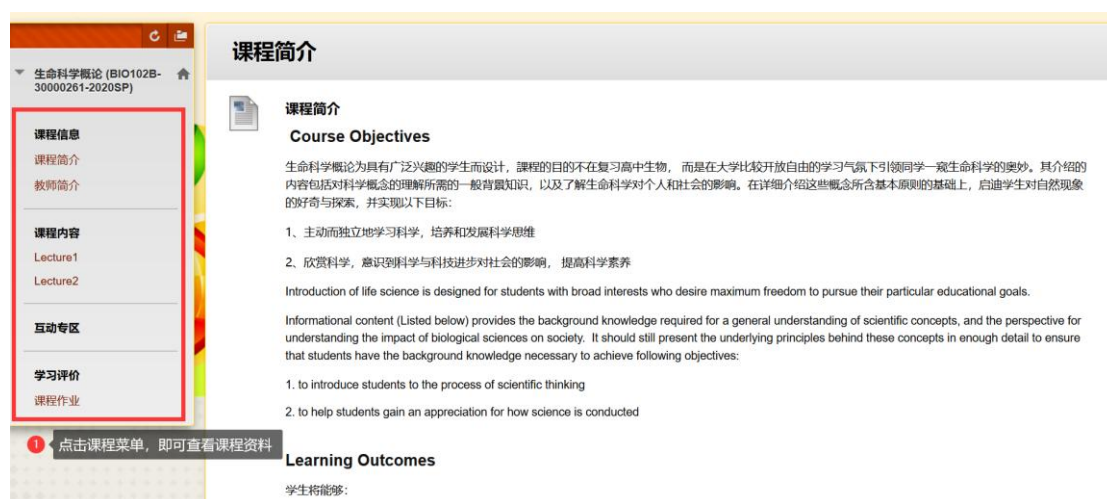 生命科学概论 (BIO102B-
30000261-2020SP)
课程信息
课程简介
教师简介
课程内容
Lecture1
Lecture2
互动专区
学习评价
课程作业
1 点击课程菜单，即可查看课程资料
课程简介
课程简介
Course Objectives
生命科学概论为具有广泛兴趣的学生而设计，課程的目的不在复习高中生物， 而是在大学比较开放自由的学习气氛下引领同学一窥生命科学的奥妙。其介绍的
内容包括对科学概念的理解所需的一般背景知识，以及了解生命科学对个人和社会的影响。在详细介绍这些概念所含基本原则的基础上，启迪学生对自然现象
的好奇与探索，并实现以下目标：
1、主动而独立地学习科学，培养和发展科学思维
2、欣赏科学，意识到科学与科技进步对社会的影响， 提高科学素养
Introduction of life science is designed for students with broad interests who desire maximum freedom to pursue their particular educational goals.
Informational content (Listed below) provides the background knowledge required for a general understanding of scientific concepts, and the perspective for
understanding the impact of biological sciences on society. It should still present the underlying principles behind these concepts in enough detail to ensure
that students have the background knowledge necessary to achieve following objectives:
1. to introduce students to the process of scientific thinking
2. to help students gain an appreciation for how science is conducted
Learning Outcomes
学生将能够：